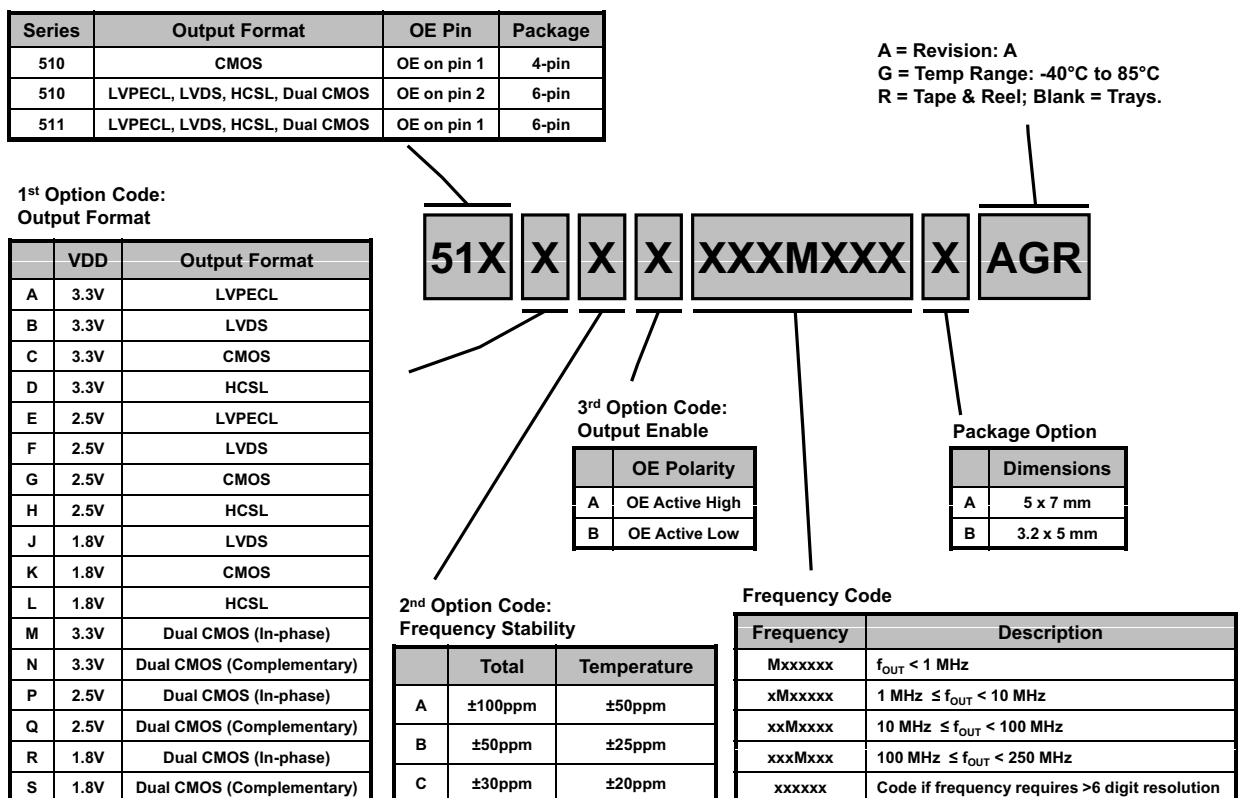 Series Output Format OE Pin Package
510 CMOS OE on pin 1 4-pin
510 LVPECL, LVDS, HCSL, Dual CMOS OE on pin 2 6-pin
511 LVPECL, LVDS, HCSL, Dual CMOS OE on pin 1 6-pin
A = Revision: A
G = Temp Range: -40°C to 85°C
R = Tape & Reel; Blank = Trays.
51X X X X XXXMXXX X AGR
1st Option Code:
Output Format
VDD Output Format
A 3.3V LVPECL
B 3.3V LVDS
C 3.3V CMOS
D 3.3V HCSL
E 2.5V LVPECL
F 2.5V LVDS
G 2.5V CMOS
H 2.5V HCSL
J 1.8V LVDS
K 1.8V CMOS
L 1.8V HCSL
M 3.3V Dual CMOS (In-phase)
N 3.3V Dual CMOS (Complementary)
P 2.5V Dual CMOS (In-phase)
Q 2.5V Dual CMOS (Complementary)
R 1.8V Dual CMOS (In-phase)
S 1.8V Dual CMOS (Complementary)
3rd Option Code:
Output Enable
OE Polarity
A OE Active High
B OE Active Low
Package Option
Dimensions
A 5 x 7 mm
B 3.2 x 5 mm
2nd Option Code:
Frequency Stability
Total Temperature
A ±100ppm ±50ppm
B ±50ppm ±25ppm
C ±30ppm ±20ppm
Frequency Code
Frequency Description
Mxxxxxx fOUT < 1 MHz
xMxxxxx 1 MHz ≤ fOUT < 10 MHz
xxMxxxx 10 MHz ≤ fOUT < 100 MHz
xxxMxxx 100 MHz ≤ fOUT < 250 MHz
xxxxxx Code if frequency requires >6 digit resolution